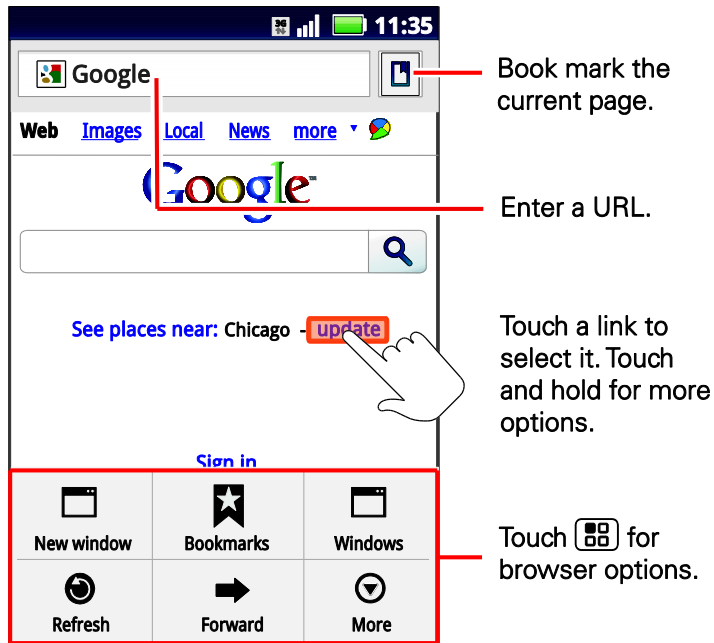 3G 11:35
Google
Book mark the
current page.
Web Images Local News more
Google™
Enter a URL.
See places near: Chicago - update
Touch a link to
select it. Touch
and hold for more
options.
Sign in
New window Bookmarks Windows
Touch for
browser options.
Refresh Forward More